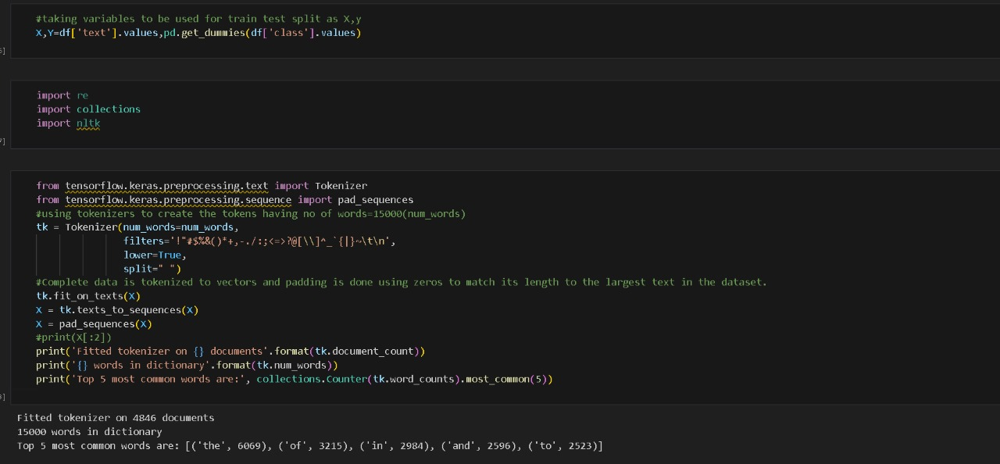 #taking variables to be used for train test split as X,y
X,Y=df['text'].values,pd.get_dummies(df['class'].values)
import re
import collections
import nltk
from tensorflow.keras.preprocessing.text import Tokenizer
from tensorflow.keras.preprocessing.sequence import pad_sequences
#using tokenizers to create the tokens having no of words=15000(num_words)
tk = Tokenizer(num_words=num_words,
filters='!"#$%&()*+,-./:;<=>?@[\\]^_`{|}~\t\n',
lower=True,
split=" ")
#Complete data is tokenized to vectors and padding is done using zeros to match its length to the largest text in the dataset.
tk.fit_on_texts(X)
X = tk.texts_to_sequences(X)
X = pad_sequences(X)
#print(X[:2])
print('Fitted tokenizer on {} documents'.format(tk.document_count))
print('{} words in dictionary'.format(tk.num_words))
print('Top 5 most common words are:', collections.Counter(tk.word_counts).most_common(5))
Fitted tokenizer on 4846 documents
15000 words in dictionary
Top 5 most common words are: [('the', 6069), ('of', 3215), ('in', 2984), ('and', 2596), ('to', 2523)]